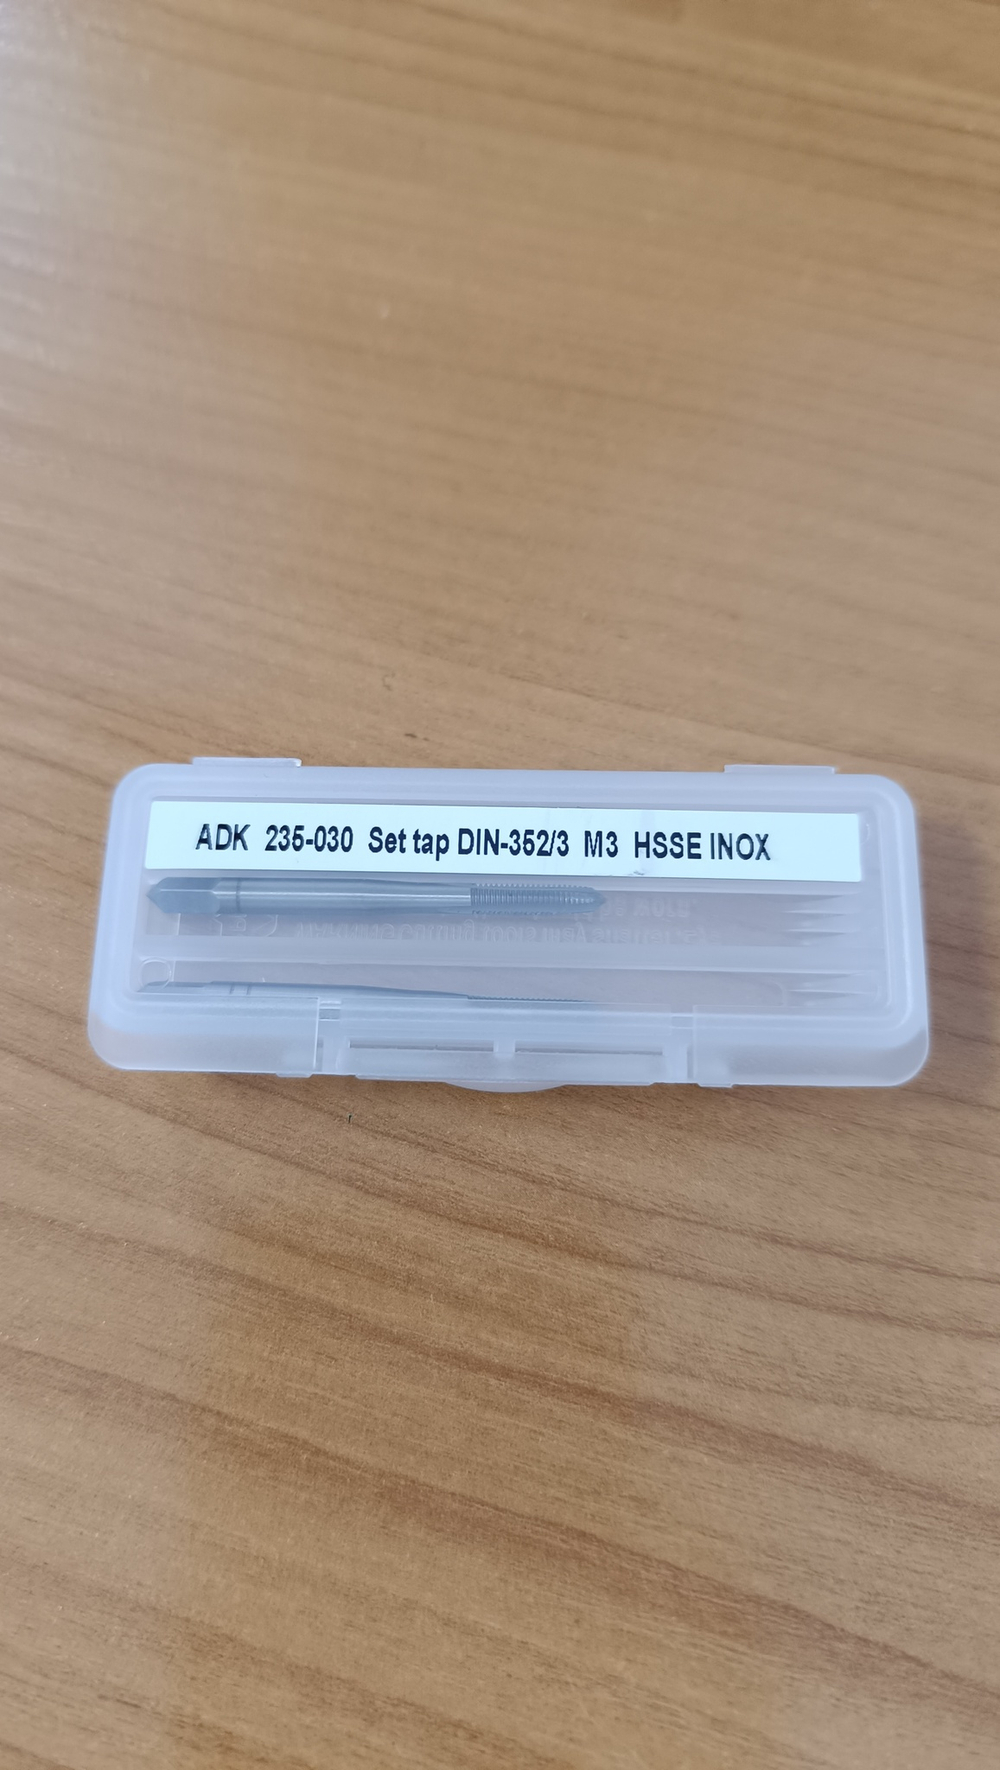 ADK 235-030 Set tap DIN-352/3 M3 HSSE INOX